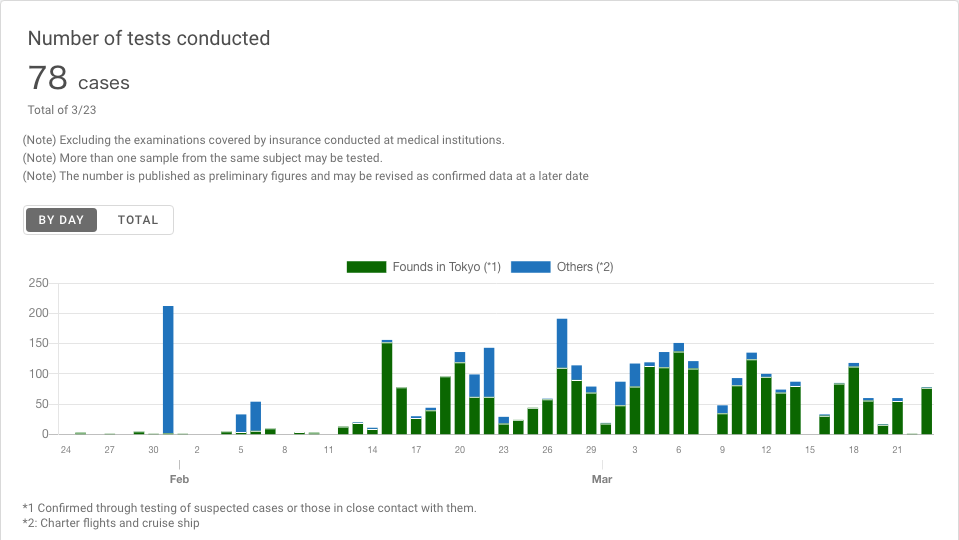 Number of tests conducted
78 cases
Total of 3/23
(Note) Excluding the examinations covered by insurance conducted at medical institutions.
(Note) More than one sample from the same subject may be tested.
(Note) The number is published as preliminary figures and may be revised as confirmed data at a later date
BY DAY TOTAL
Founds in Tokyo (*1) Others (*2)
250
200
150
100
50
0
24 27 30 2 5 8 11 14 17 20 23 26 29 3 6 9 12 15 18 21
Feb Mar
*1 Confirmed through testing of suspected cases or those in close contact with them.
*2: Charter flights and cruise ship